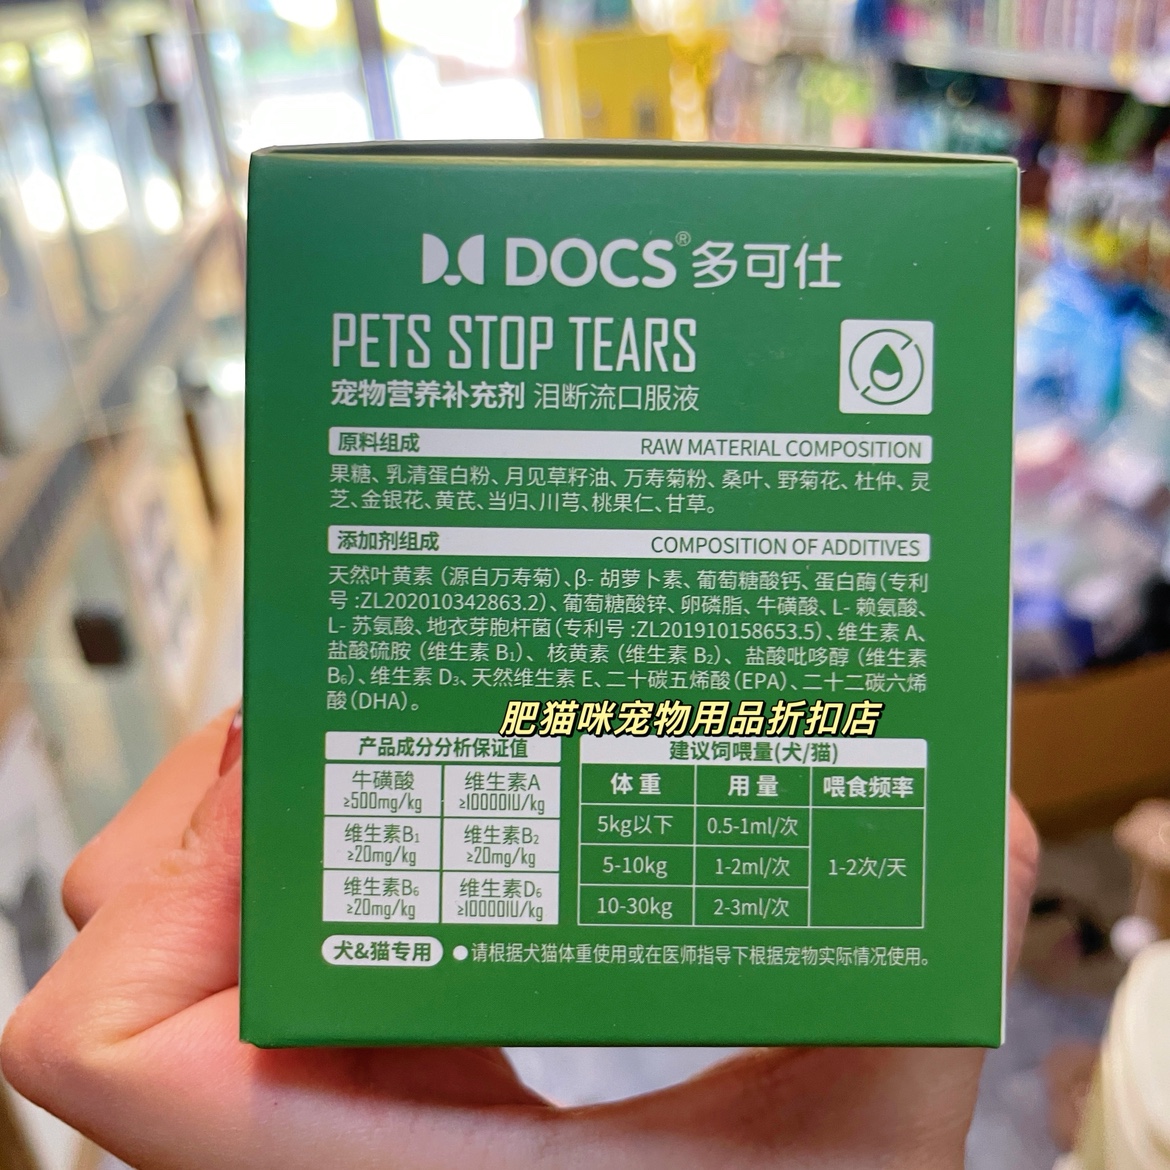 DOCS®多可仕
PETS STOP TEARS
宠物营养补充剂 泪断流口服液
原料组成 RAW MATERIAL COMPOSITION
果糖、乳清蛋白粉、月见草籽油、万寿菊粉、桑叶、野菊花、杜仲、灵
芝、金银花、黄芪、当归、川芎、桃果仁、甘草。
添加剂组成 COMPOSITION OF ADDITIVES
天然叶黄素（源自万寿菊）、β-胡萝卜素、葡萄糖酸钙、蛋白酶（专利
号:ZL202010342863.2）、葡萄糖酸锌、卵磷脂、牛磺酸、L-赖氨酸、
L-苏氨酸、地衣芽胞杆菌（专利号:ZL201910158653.5）、维生素A、
盐酸硫胺（维生素B₁）、核黄素（维生素B₂）、盐酸吡哆醇（维生素
B₆）、维生素D₃、天然维生素E、二十碳五烯酸（EPA）、二十二碳六烯
酸（DHA）。
肥猫咪宠物用品折扣店
产品成分分析保证值
牛磺酸 维生素A
≥500mg/kg ≥10000IU/kg
维生素B₁ 维生素B₂
≥20mg/kg ≥20mg/kg
维生素B₆ 维生素D₆
≥20mg/kg ≥10000IU/kg
建议饲喂量(犬/猫)
体重 用量 喂食频率
5kg以下 0.5-1ml/次
5-10kg 1-2ml/次 1-2次/天
10-30kg 2-3ml/次
犬&猫专用 ●请根据犬猫体重使用或在医师指导下根据宠物实际情况使用。